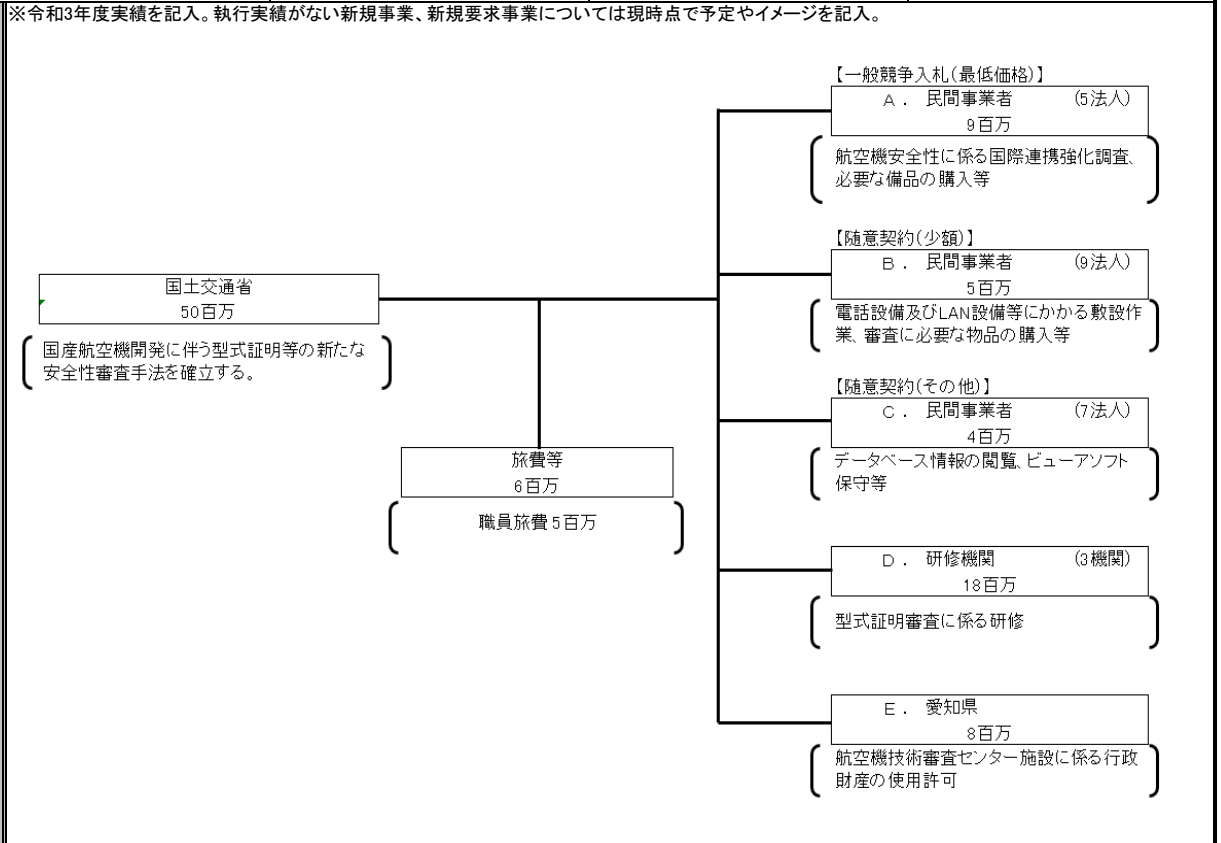 ※令和3年度実績を記入。執行実績がない新規事業、新規要求事業については現時点で予定やイメージを記入。
国土交通省
50百万
国産航空機開発に伴う型式証明等の新たな
安全性審査手法を確立する。
旅費等
6百万
職員旅費5百万
【一般競争入札(最低価格)】
A. 民間事業者 (5法人)
9百万
航空機安全性に係る国際連携強化調査、
必要な備品の購入等
【随意契約(少額)】
B. 民間事業者 (9法人)
5百万
電話設備及びLAN設備等にかかる敷設作
業、審査に必要な物品の購入等
【随意契約(その他)】
C. 民間事業者 (7法人)
4百万
データベース情報の閲覧、ビューアソフト
保守等
D. 研修機関 (3機関)
18百万
型式証明審査に係る研修
E. 愛知県
8百万
航空機技術審査センター施設に係る行政
財産の使用許可